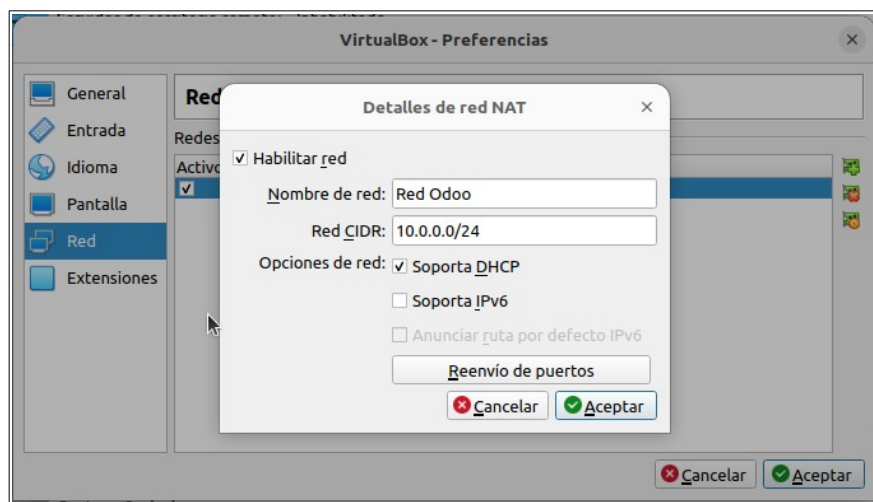 VirtualBox - Preferencias
General
Entrada
Idioma
Pantalla
Red
Extensiones
Red
Redes
Activo
Detalles de red NAT
Habilitar red
Nombre de red: Red Odoo
Red CIDR: 10.0.0.0/24
Opciones de red: Soporta DHCP
Soporta IPv6
Anunciar ruta por defecto IPv6
Reenvío de puertos
Cancelar Aceptar
Cancelar Aceptar